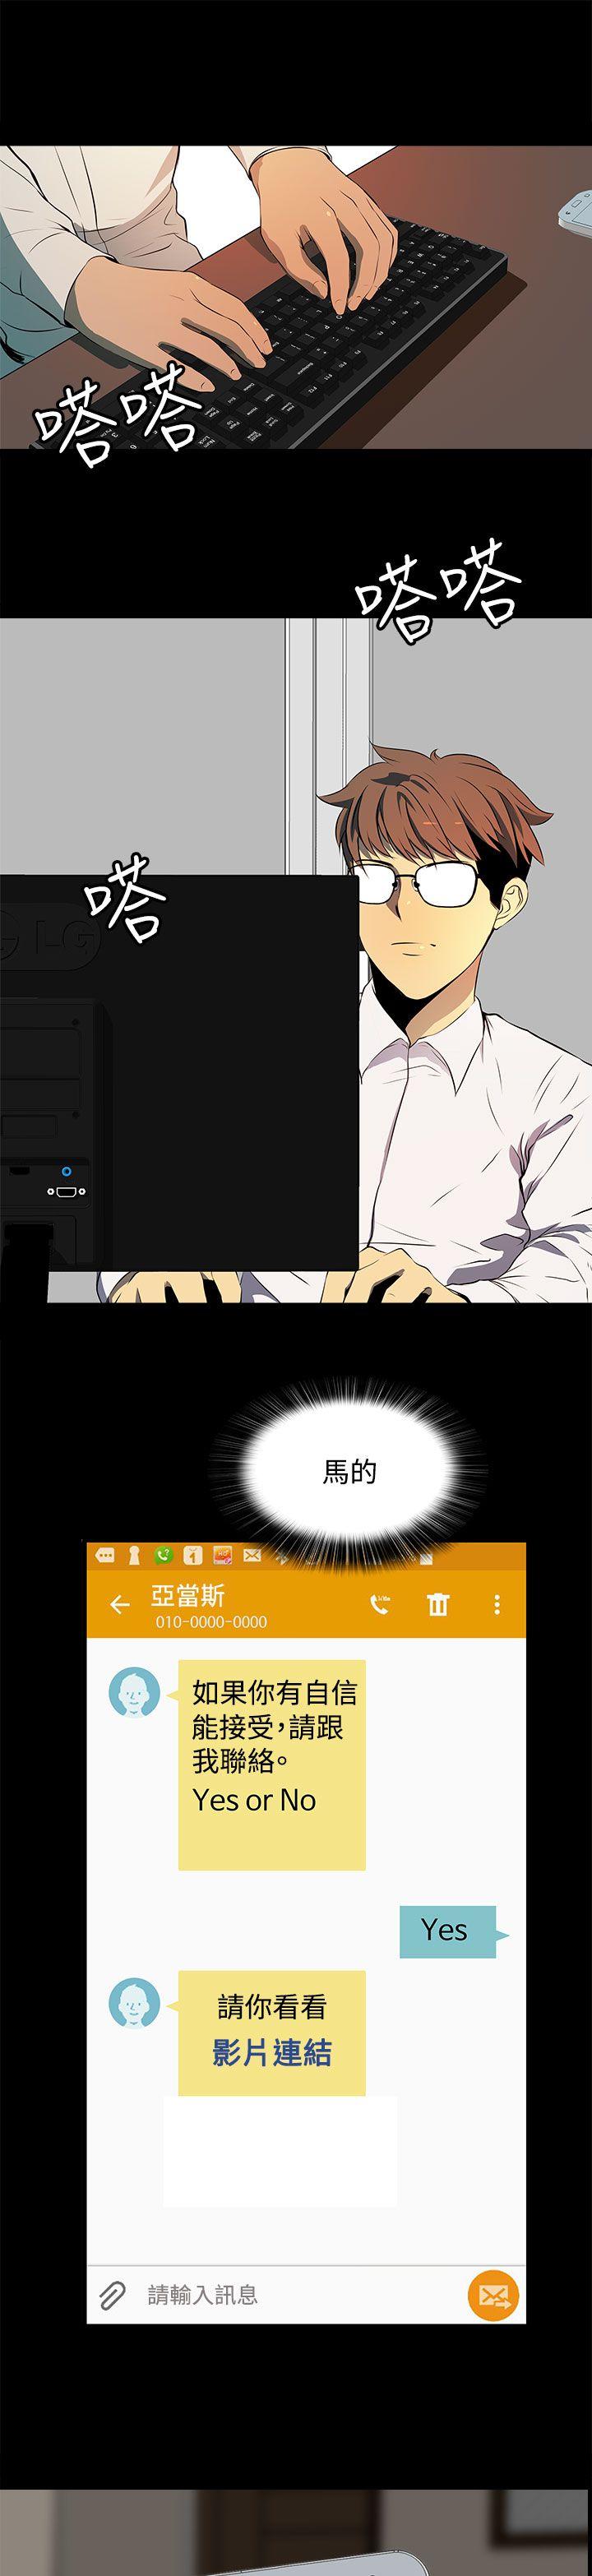 嗒嗒
嗒嗒
嗒
LG
馬的
亞當斯
010-0000-0000
如果你有自信
能接受，請跟
我聯絡。
Yes or No
Yes
請你看看
影片連結
請輸入訊息